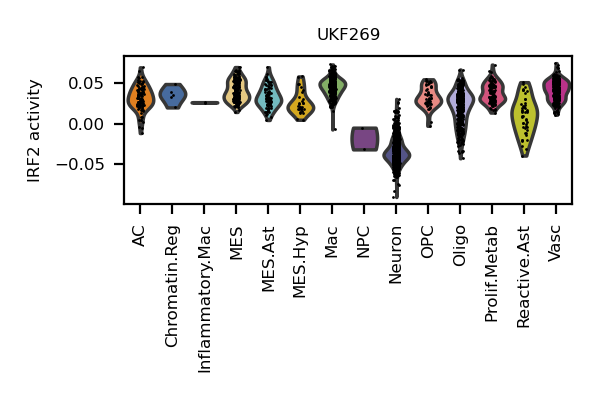 UKF269
IRF2 activity
0.05
0.00
−0.05
AC
Chromatin.Reg
Inflammatory.Mac
MES
MES.Ast
MES.Hyp
Mac
NPC
Neuron
OPC
Oligo
Prolif.Metab
Reactive.Ast
Vasc